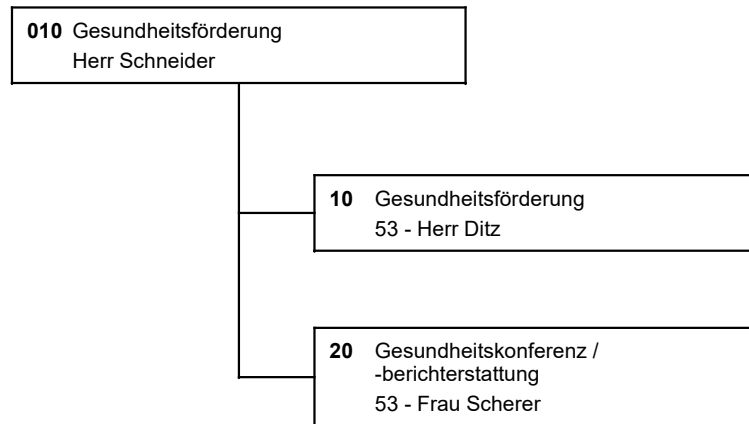 010 Gesundheitsförderung
Herr Schneider
10 Gesundheitsförderung
53 - Herr Ditz
20 Gesundheitskonferenz /
-berichterstattung
53 - Frau Scherer